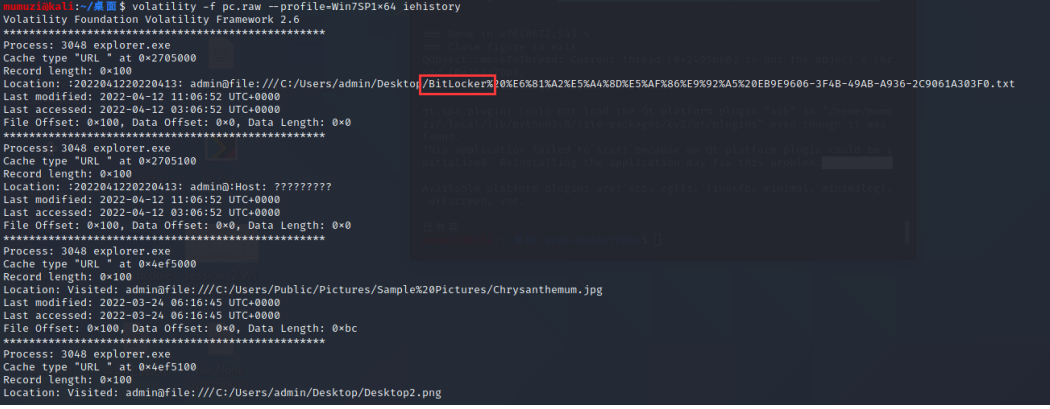 mumuzi@kali:~/桌面$ volatility -f pc.raw --profile=Win7SP1×64 iehistory
Volatility Foundation Volatility Framework 2.6
**************************************************
Process: 3048 explorer.exe
Cache type "URL " at 0×2705000
Record length: 0×100
Location: :2022041220220413: admin@file:///C:/Users/admin/Desktop/BitLocker%20%E6%81%A2%E5%A4%8D%E5%AF%86%E9%92%A5%20EB9E9606-3F4B-49AB-A936-2C9061A303F0.txt
Last modified: 2022-04-12 11:06:52 UTC+0000
Last accessed: 2022-04-12 03:06:52 UTC+0000
File Offset: 0×100, Data Offset: 0×0, Data Length: 0×0
**************************************************
Process: 3048 explorer.exe
Cache type "URL " at 0×2705100
Record length: 0×100
Location: :2022041220220413: admin@:Host: ?????????
Last modified: 2022-04-12 11:06:52 UTC+0000
Last accessed: 2022-04-12 03:06:52 UTC+0000
File Offset: 0×100, Data Offset: 0×0, Data Length: 0×0
**************************************************
Process: 3048 explorer.exe
Cache type "URL " at 0×4ef5000
Record length: 0×100
Location: Visited: admin@file:///C:/Users/Public/Pictures/Sample%20Pictures/Chrysanthemum.jpg
Last modified: 2022-03-24 06:16:45 UTC+0000
Last accessed: 2022-03-24 06:16:45 UTC+0000
File Offset: 0×100, Data Offset: 0×0, Data Length: 0×bc
**************************************************
Process: 3048 explorer.exe
Cache type "URL " at 0×4ef5100
Record length: 0×100
Location: Visited: admin@file:///C:/Users/admin/Desktop/Desktop2.png